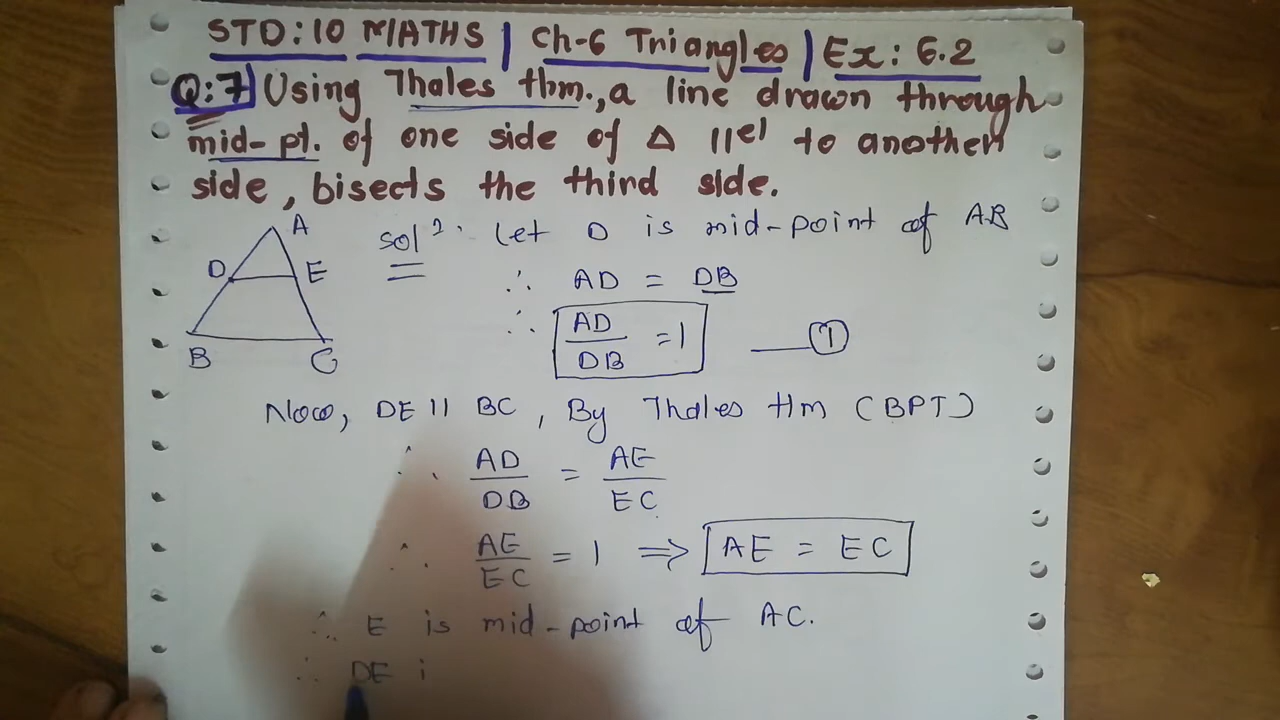 STD:10 MATHS | Ch-6 Triangles | Ex: 6.2
Q:7 Using Thales thm., a line drawn through
mid-pt. of one side of △ ||el to another
side, bisects the third side.
A
D E
B C
sol?. Let D is mid-point of AB
∴ AD = DB
∴ AD/DB = 1 —— ①
Now, DE || BC, By Thales thm (BPT)
∴ AD/DB = AE/EC
∴ AE/EC = 1 ⇒ AE = EC
∴ E is mid-point of AC.
∴ DE i